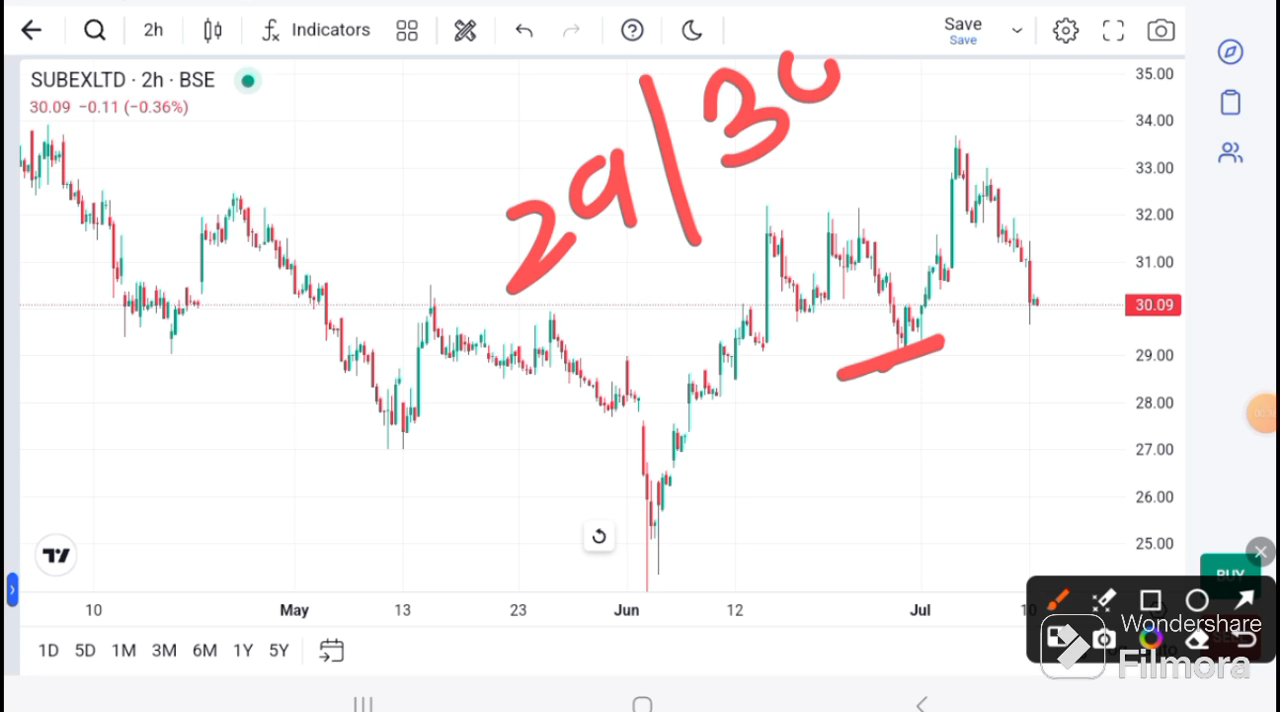 2h
Indicators
Save
Save
SUBEXLTD · 2h · BSE
30.09 −0.11 (−0.36%)
29/30
35.00
34.00
33.00
32.00
31.00
30.09
29.00
28.00
27.00
26.00
25.00
BUY
10 May 13 23 Jun 12 Jul 10
1D 5D 1M 3M 6M 1Y 5Y
Wondershare
Filmora